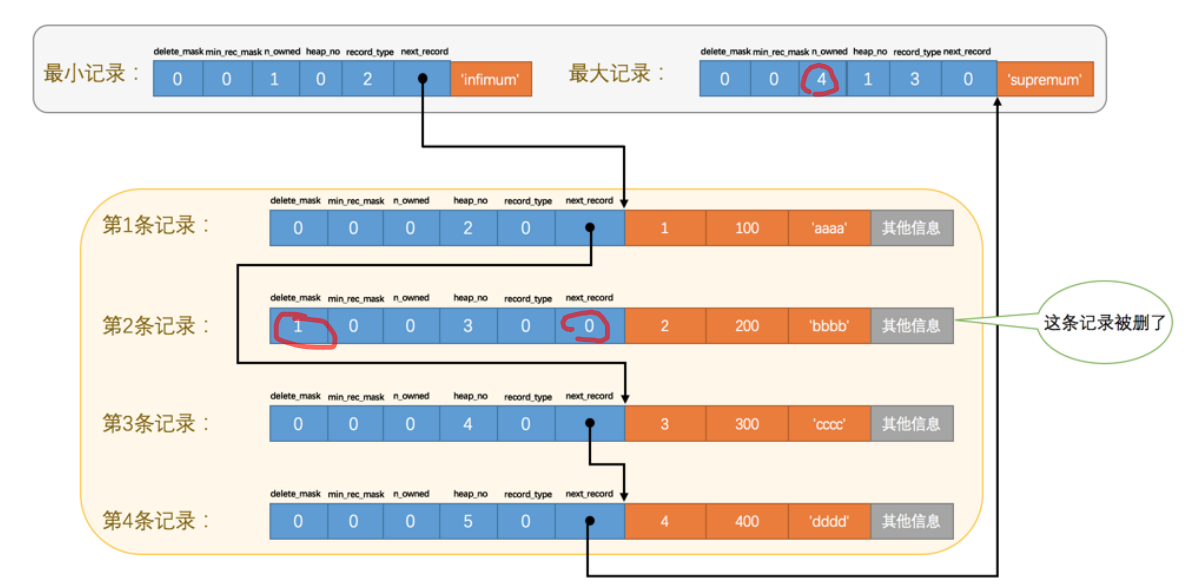 delete_mask min_rec_mask n_owned heap_no record_type next_record
最小记录： 0 0 1 0 2 'infimum'
delete_mask min_rec_mask n_owned heap_no record_type next_record
最大记录： 0 0 4 1 3 0 'supremum'
delete_mask min_rec_mask n_owned heap_no record_type next_record
第1条记录： 0 0 0 2 0 1 100 'aaaa' 其他信息
delete_mask min_rec_mask n_owned heap_no record_type next_record
第2条记录： 1 0 0 3 0 0 2 200 'bbbb' 其他信息
这条记录被删了
delete_mask min_rec_mask n_owned heap_no record_type next_record
第3条记录： 0 0 0 4 0 3 300 'cccc' 其他信息
delete_mask min_rec_mask n_owned heap_no record_type next_record
第4条记录： 0 0 0 5 0 4 400 'dddd' 其他信息